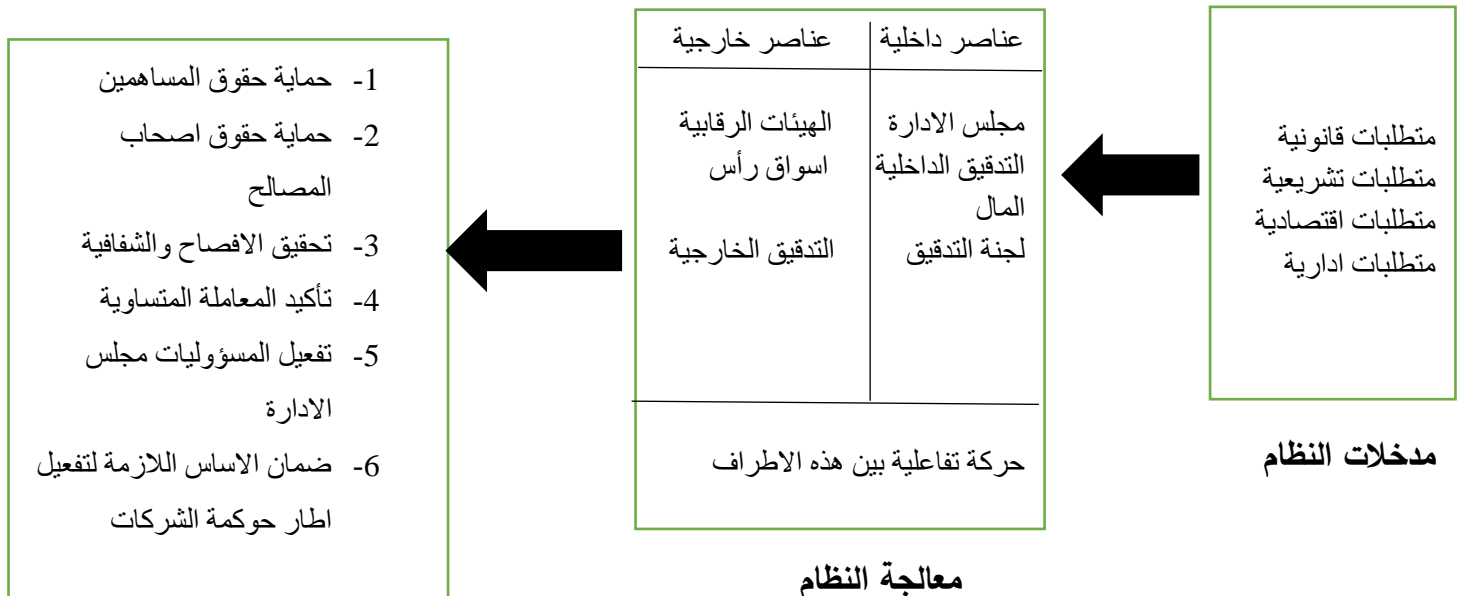 متطلبات قانونية
متطلبات تشريعية
متطلبات اقتصادية
متطلبات ادارية
مدخلات النظام
عناصر داخلية عناصر خارجية
مجلس الادارة الهيئات الرقابية
التدقيق الداخلية اسواق رأس
المال
لجنة التدقيق التدقيق الخارجية
حركة تفاعلية بين هذه الاطراف
معالجة النظام
1- حماية حقوق المساهمين
2- حماية حقوق اصحاب
المصالح
3- تحقيق الافصاح والشفافية
4- تأكيد المعاملة المتساوية
5- تفعيل المسؤوليات مجلس
الادارة
6- ضمان الاساس اللازمة لتفعيل
اطار حوكمة الشركات